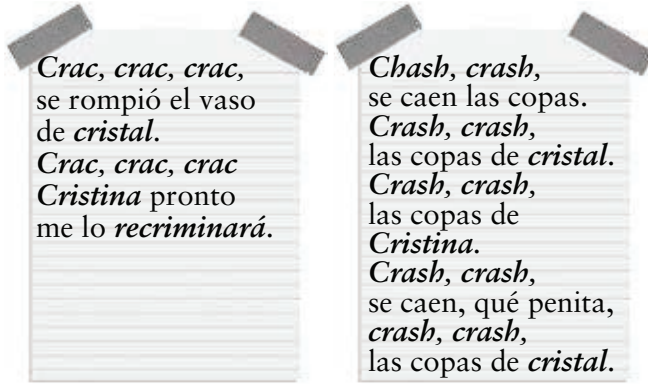 Crac, crac, crac,
se rompió el vaso
de cristal.
Crac, crac, crac
Cristina pronto
me lo recriminará.
Chash, crash,
se caen las copas.
Crash, crash,
las copas de cristal.
Crash, crash,
las copas de
Cristina.
Crash, crash,
se caen, qué penita,
crash, crash,
las copas de cristal.